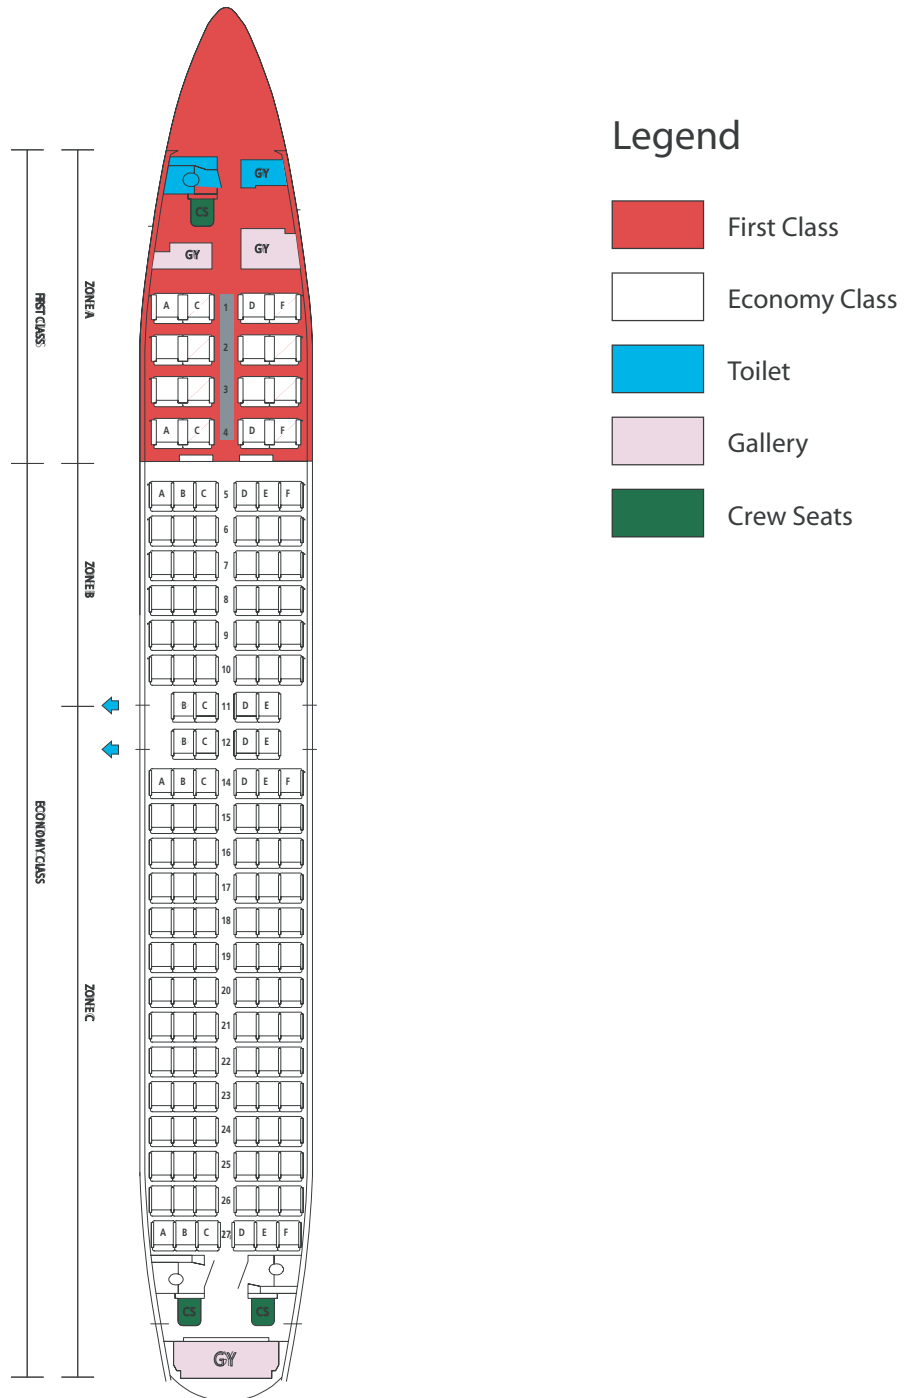 Legend
First Class
Economy Class
Toilet
Gallery
Crew Seats
FIRST CLASS
ECONOMY CLASS
ZONE A
ZONE B
ZONE C
GY
CS
GY GY
A C 1 D F
2
3
A C 4 D F
A B C 5 D E F
6
7
8
9
10
B C 11 D E
B C 12 D E
A B C 14 D E F
15
16
17
18
19
20
21
22
23
24
25
26
A B C 27 D E F
CS CS
GY